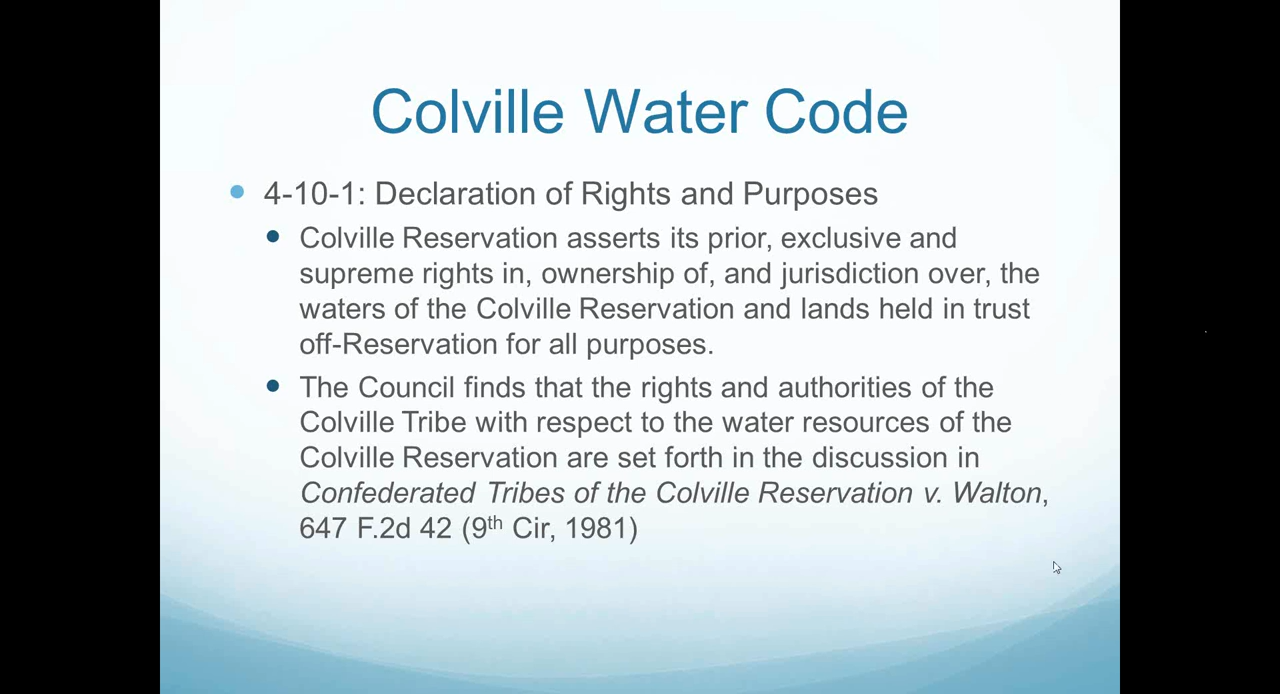 Colville Water Code
4-10-1: Declaration of Rights and Purposes
Colville Reservation asserts its prior, exclusive and
supreme rights in, ownership of, and jurisdiction over, the
waters of the Colville Reservation and lands held in trust
off-Reservation for all purposes.
The Council finds that the rights and authorities of the
Colville Tribe with respect to the water resources of the
Colville Reservation are set forth in the discussion in
Confederated Tribes of the Colville Reservation v. Walton,
647 F.2d 42 (9th Cir, 1981)